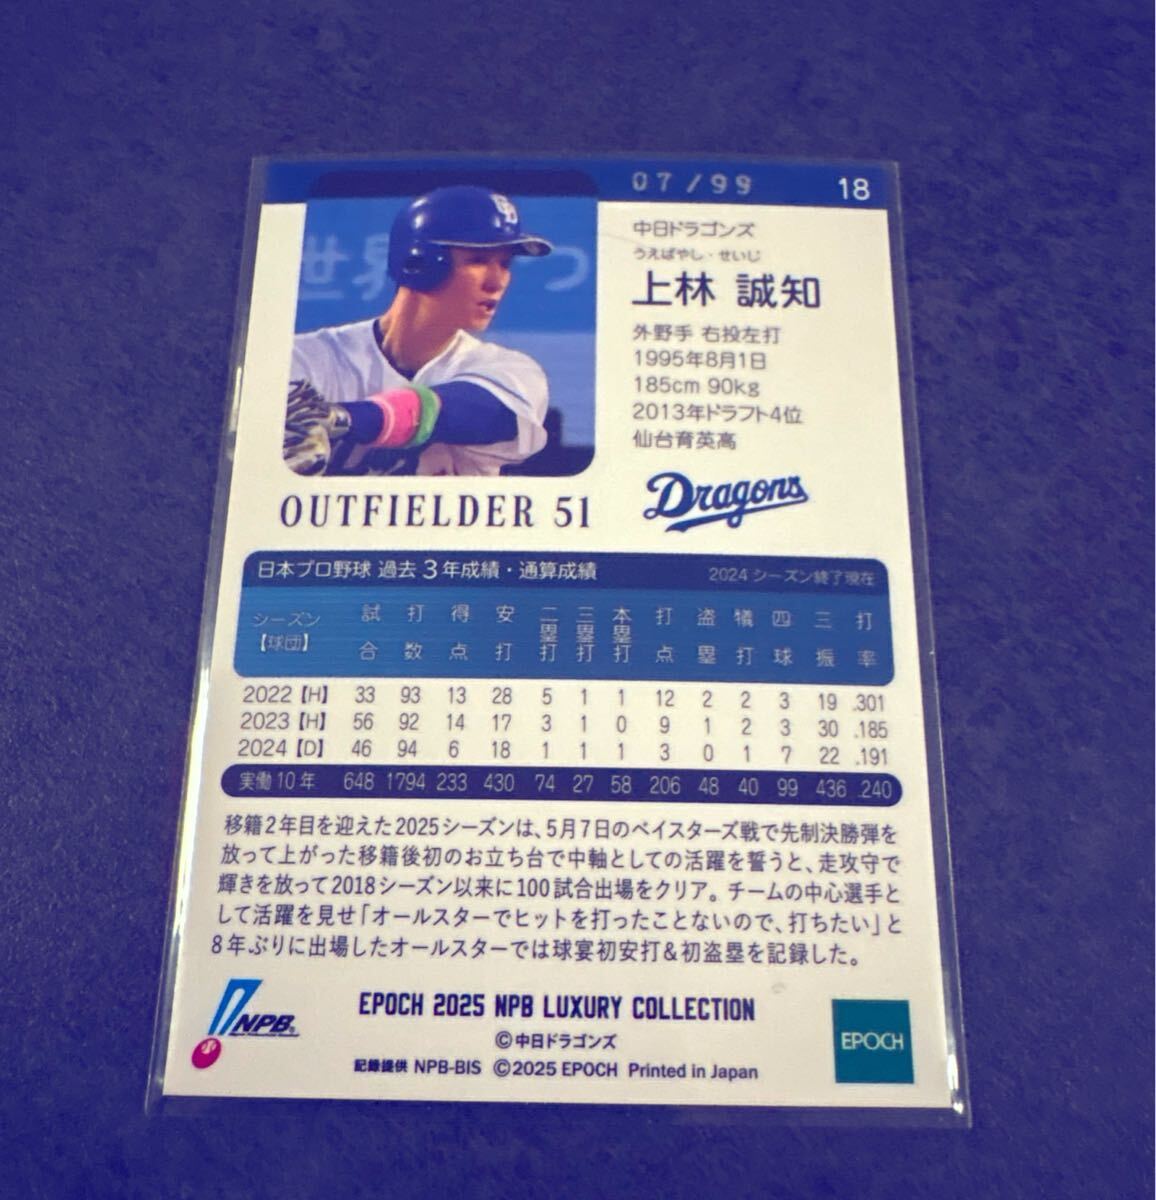 07/99
18
世界 つ
中日ドラゴンズ
うえばやし・せいじ
上林 誠知
外野手 右投左打
1995年8月1日
185cm 90kg
2013年ドラフト4位
仙台育英高
OUTFIELDER 51
Dragons
日本プロ野球 過去3年成績・通算成績
2024シーズン終了現在
シーズン【球団】 試合 打数 得点 安打 二塁打 三塁打 本塁打 打点 盗塁 犠打 四球 三振 打率
2022【H】 33 93 13 28 5 1 1 12 2 2 3 19 .301
2023【H】 56 92 14 17 3 1 0 9 1 2 3 30 .185
2024【D】 46 94 6 18 1 1 1 3 0 1 7 22 .191
実働10年 648 1794 233 430 74 27 58 206 48 40 99 436 .240
移籍2年目を迎えた2025シーズンは、5月7日のベイスターズ戦で先制決勝弾を
放って上がった移籍後初のお立ち台で中軸としての活躍を誓うと、走攻守で
輝きを放って2018シーズン以来に100試合出場をクリア。チームの中心選手と
して活躍を見せ「オールスターでヒットを打ったことないので、打ちたい」と
8年ぶりに出場したオールスターでは球宴初安打&初盗塁を記録した。
NPB
EPOCH 2025 NPB LUXURY COLLECTION
©中日ドラゴンズ
記録提供 NPB-BIS ©2025 EPOCH Printed in Japan
EPOCH